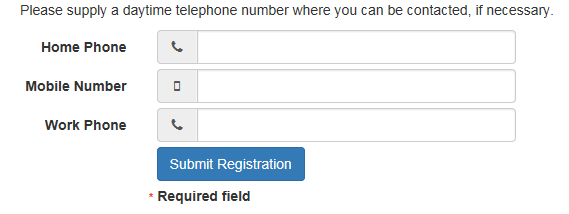 Please supply a daytime telephone number where you can be contacted, if necessary.
Home Phone
Mobile Number
Work Phone
Submit Registration
* Required field